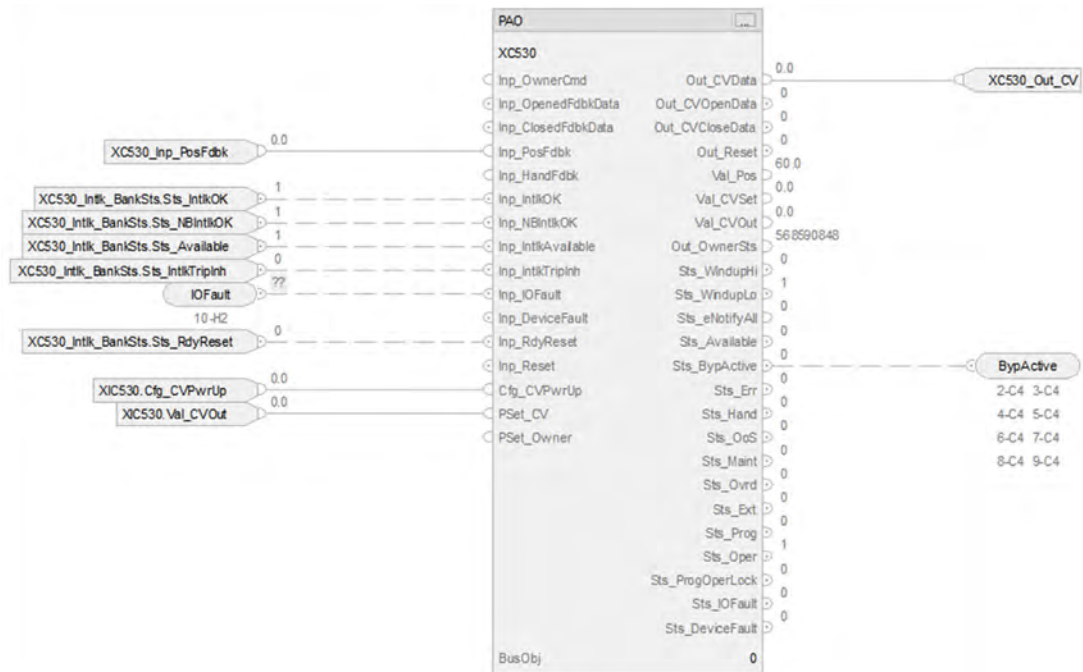 PAO
...
XC530
Inp_OwnerCmd Out_CVData 0.0 XC530_Out_CV
Inp_OpenedFdbkData Out_CVOpenData 0
Inp_ClosedFdbkData Out_CVCloseData 0
XC530_Inp_PosFdbk 0.0 Inp_PosFdbk Out_Reset 0
Inp_HandFdbk Val_Pos 60.0
XC530_Intlk_BankSts.Sts_IntlkOK 1 Inp_IntlkOK Val_CVSet 0.0
XC530_Intlk_BankSts.Sts_NBIntlkOK 1 Inp_NBIntlkOK Val_CVOut 0.0
XC530_Intlk_BankSts.Sts_Available 1 Inp_IntlkAvailable Out_OwnerSts 568590848
XC530_Intlk_BankSts.Sts_IntlkTripInh 0 Inp_IntlkTripInh Sts_WindupHi 0
IOFault ?? Inp_IOFault Sts_WindupLo 1
10-H2 Inp_DeviceFault Sts_eNotifyAll 0
XC530_Intlk_BankSts.Sts_RdyReset 0 Inp_RdyReset Sts_Available 0
Inp_Reset Sts_BypActive 0 BypActive
XIC530.Cfg_CVPwrUp 0.0 Cfg_CVPwrUp Sts_Err 0 2-C4 3-C4
XIC530.Val_CVOut 0.0 PSet_CV Sts_Hand 0 4-C4 5-C4
PSet_Owner Sts_OoS 0 6-C4 7-C4
Sts_Maint 0 8-C4 9-C4
Sts_Ovrd 0
Sts_Ext 0
Sts_Prog 0
Sts_Oper 1
Sts_ProgOperLock 0
Sts_IOFault 0
Sts_DeviceFault 0
BusObj 0